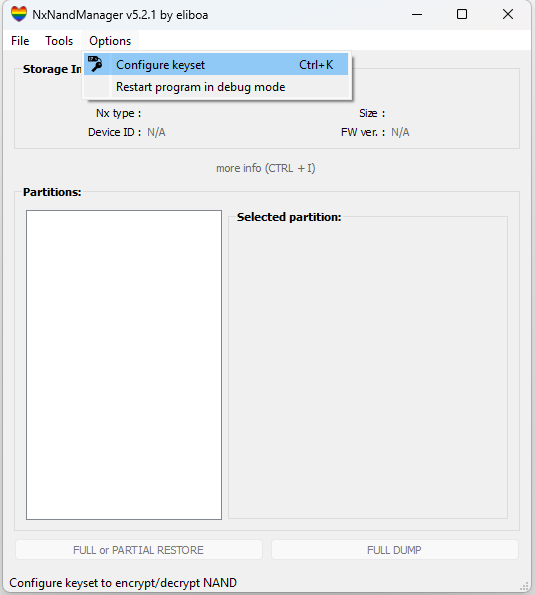 NxNandManager v5.2.1 by eliboa
File Tools Options
Configure keyset Ctrl+K
Restart program in debug mode
Storage In
Nx type : Size :
Device ID : N/A FW ver. : N/A
more info (CTRL + I)
Partitions:
Selected partition:
FULL or PARTIAL RESTORE FULL DUMP
Configure keyset to encrypt/decrypt NAND